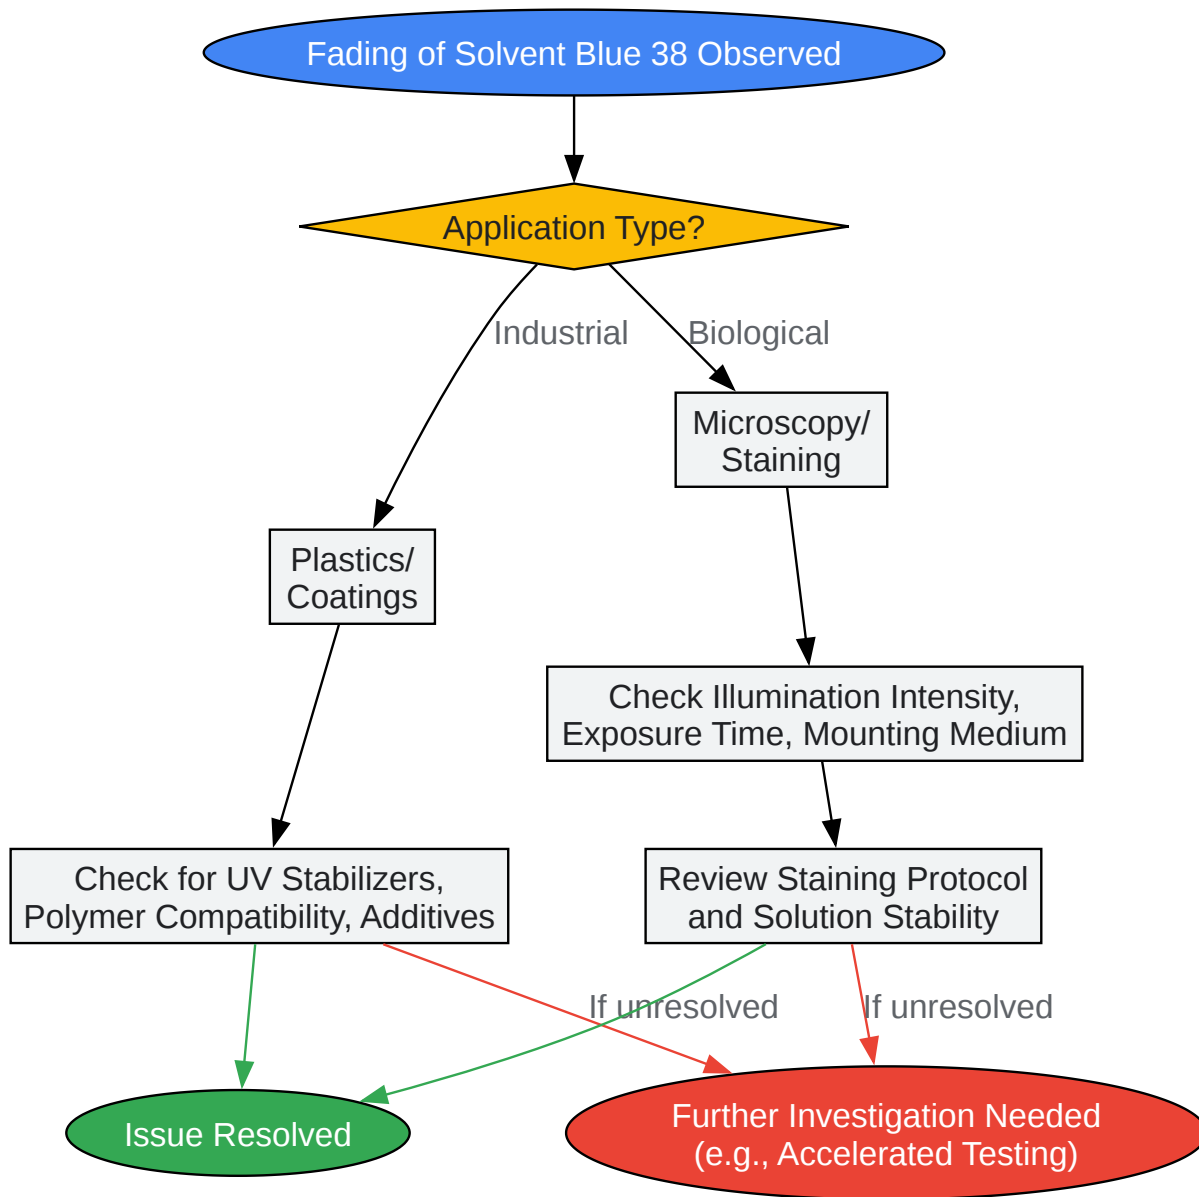 Fading of Solvent Blue 38 Observed
Application Type?
Industrial
Biological
Microscopy/
Staining
Plastics/
Coatings
Check Illumination Intensity,
Exposure Time, Mounting Medium
Check for UV Stabilizers,
Polymer Compatibility, Additives
Review Staining Protocol
and Solution Stability
If unresolved
If unresolved
Issue Resolved
Further Investigation Needed
(e.g., Accelerated Testing)